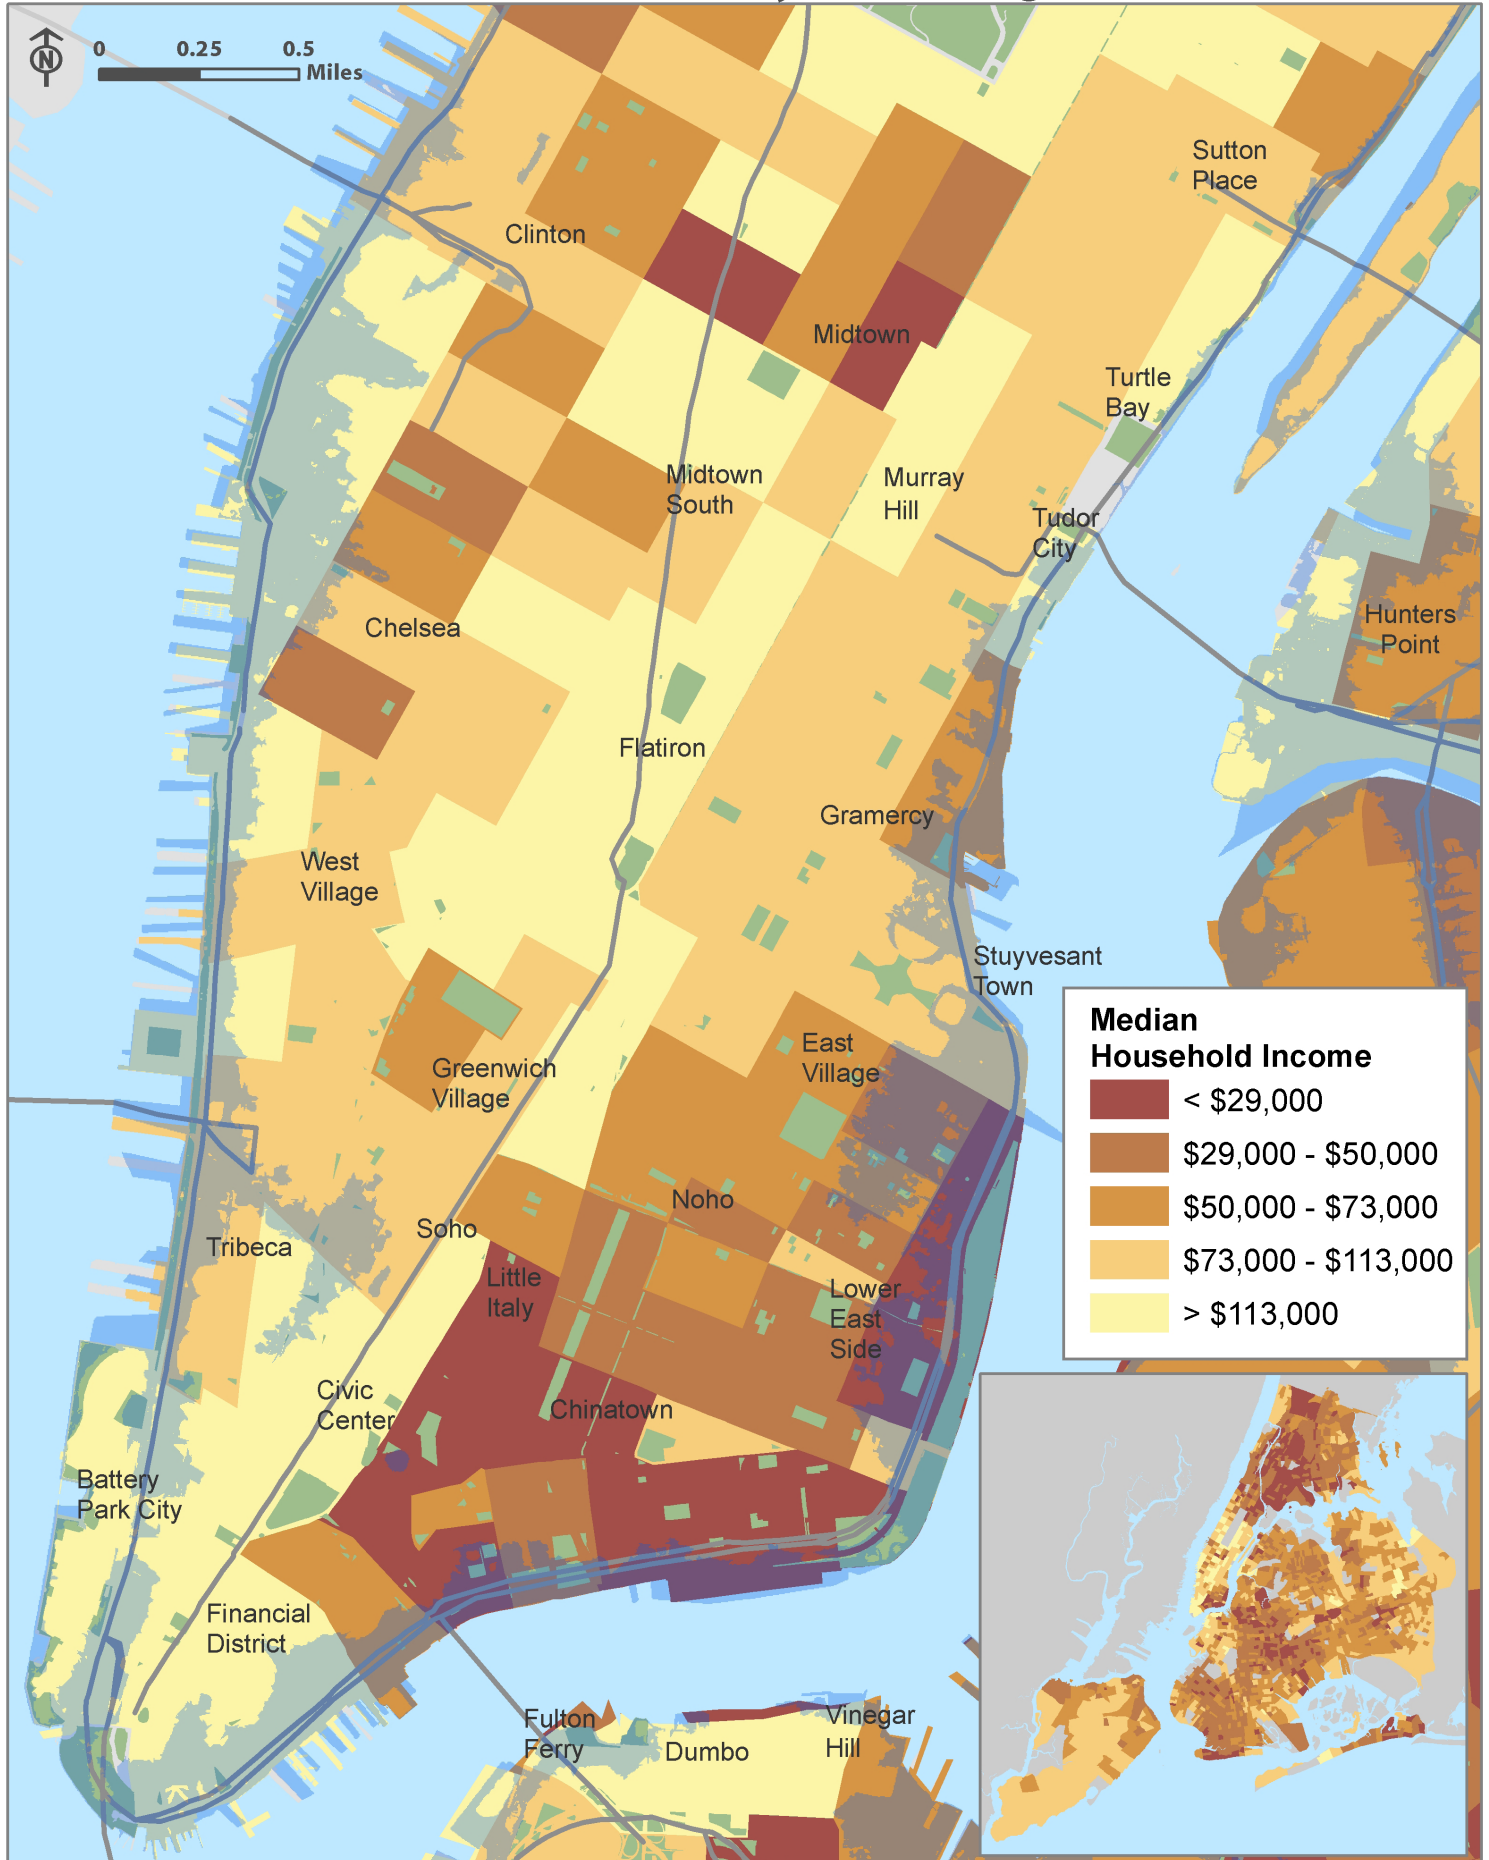 N
0 0.25 0.5
Miles
Sutton
Place
Clinton
Midtown
Turtle
Bay
Midtown
South
Murray
Hill
Tudor
City
Hunters
Point
Chelsea
Flatiron
Gramercy
West
Village
Stuyvesant
Town
East
Village
Greenwich
Village
Noho
Soho
Tribeca
Little
Italy
Lower
East
Side
Civic
Center
Chinatown
Battery
Park City
Financial
District
Fulton
Ferry
Dumbo
Vinegar
Hill
Median
Household Income
< $29,000
$29,000 - $50,000
$50,000 - $73,000
$73,000 - $113,000
> $113,000